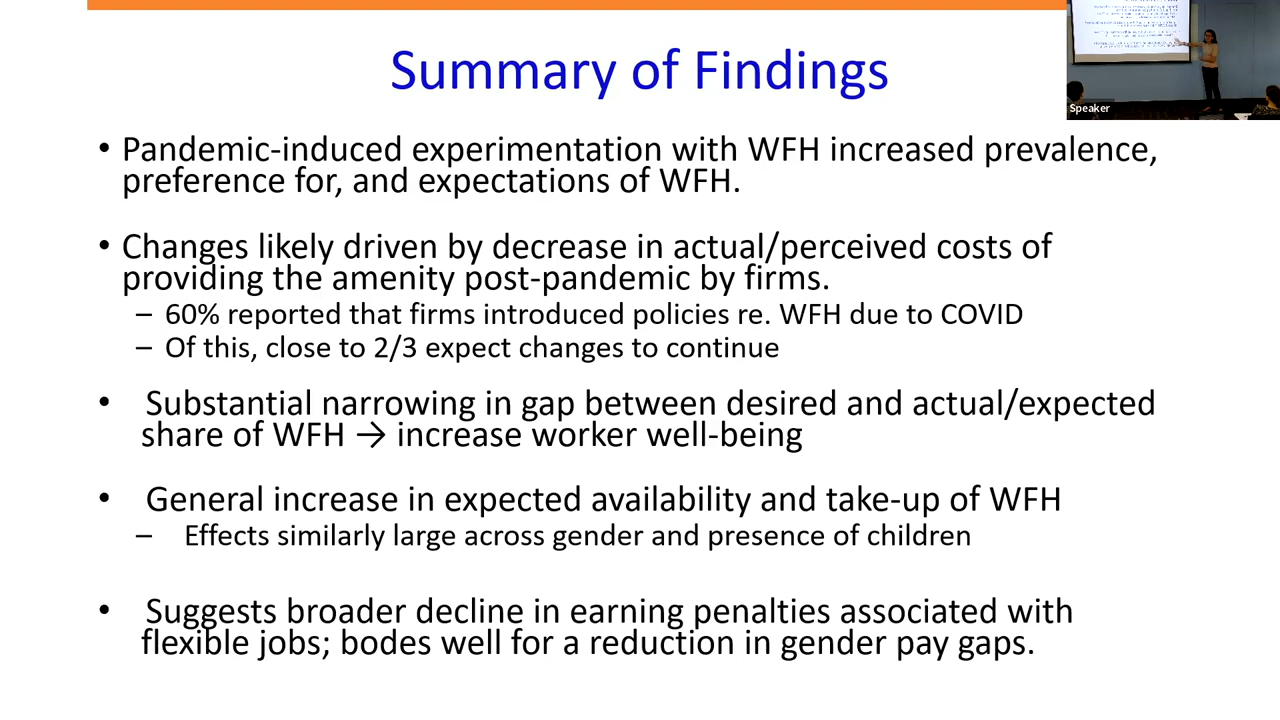 Summary of Findings
Speaker
• Pandemic-induced experimentation with WFH increased prevalence,
preference for, and expectations of WFH.
• Changes likely driven by decrease in actual/perceived costs of
providing the amenity post-pandemic by firms.
– 60% reported that firms introduced policies re. WFH due to COVID
– Of this, close to 2/3 expect changes to continue
• Substantial narrowing in gap between desired and actual/expected
share of WFH → increase worker well-being
• General increase in expected availability and take-up of WFH
– Effects similarly large across gender and presence of children
• Suggests broader decline in earning penalties associated with
flexible jobs; bodes well for a reduction in gender pay gaps.